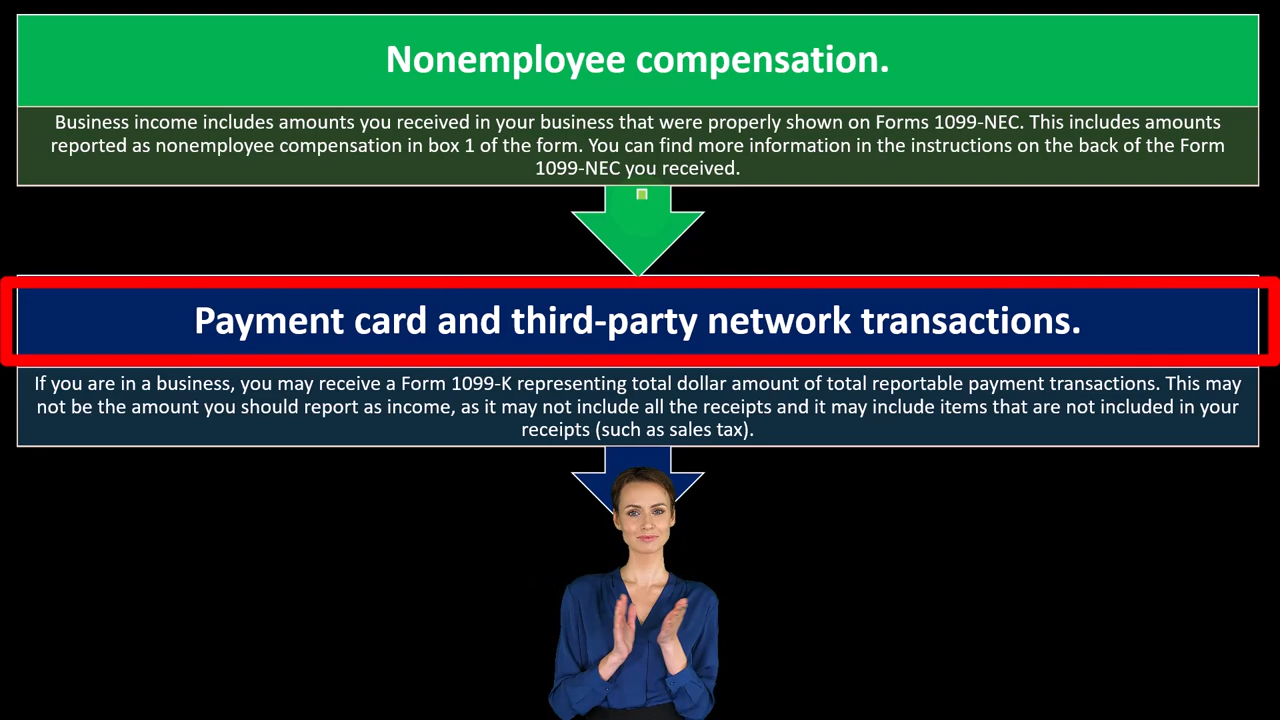 Nonemployee compensation.
Business income includes amounts you received in your business that were properly shown on Forms 1099-NEC. This includes amounts
reported as nonemployee compensation in box 1 of the form. You can find more information in the instructions on the back of the Form
1099-NEC you received.
Payment card and third-party network transactions.
If you are in a business, you may receive a Form 1099-K representing total dollar amount of total reportable payment transactions. This may
not be the amount you should report as income, as it may not include all the receipts and it may include items that are not included in your
receipts (such as sales tax).